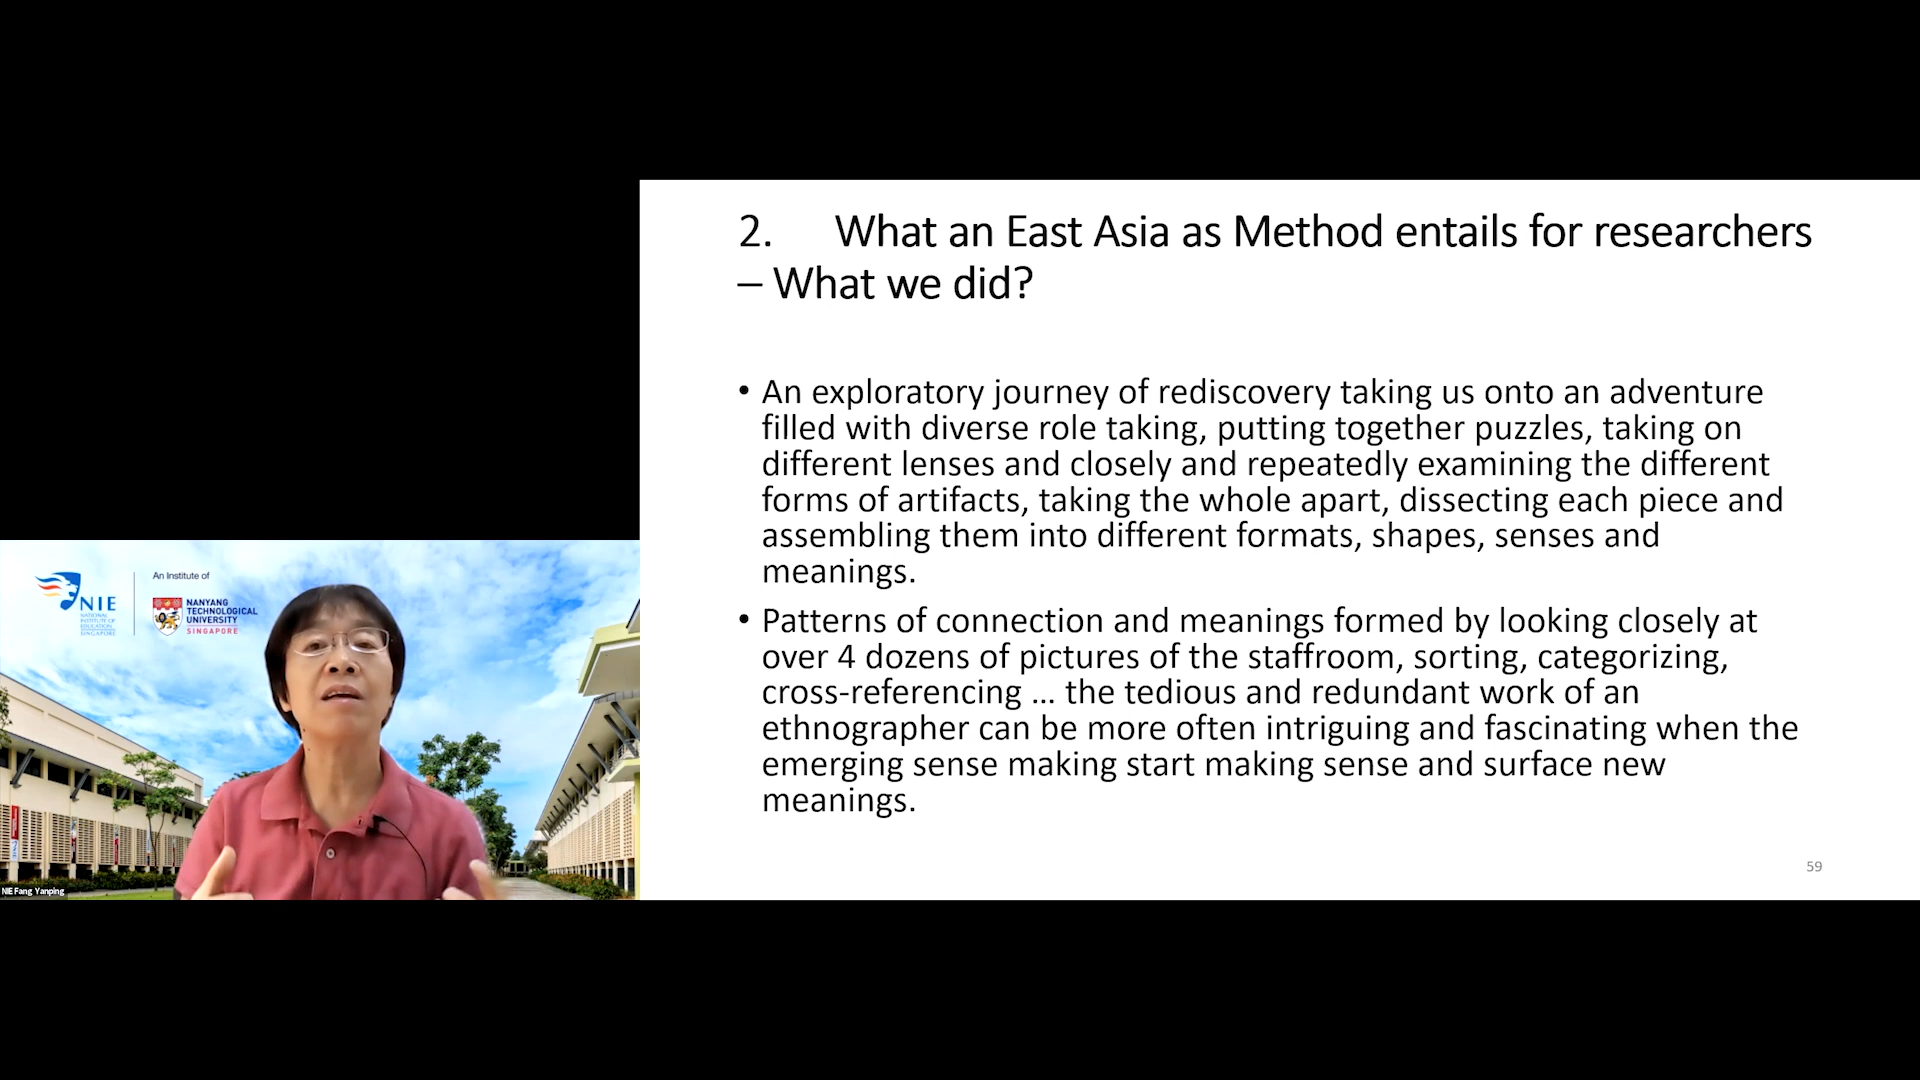 2. What an East Asia as Method entails for researchers
– What we did?
• An exploratory journey of rediscovery taking us onto an adventure
filled with diverse role taking, putting together puzzles, taking on
different lenses and closely and repeatedly examining the different
forms of artifacts, taking the whole apart, dissecting each piece and
assembling them into different formats, shapes, senses and
meanings.
• Patterns of connection and meanings formed by looking closely at
over 4 dozens of pictures of the staffroom, sorting, categorizing,
cross-referencing … the tedious and redundant work of an
ethnographer can be more often intriguing and fascinating when the
emerging sense making start making sense and surface new
meanings.
59
An Institute of
NIE
NATIONAL
INSTITUTE OF
EDUCATION
SINGAPORE
NANYANG
TECHNOLOGICAL
UNIVERSITY
SINGAPORE
NIE Fang Yanping